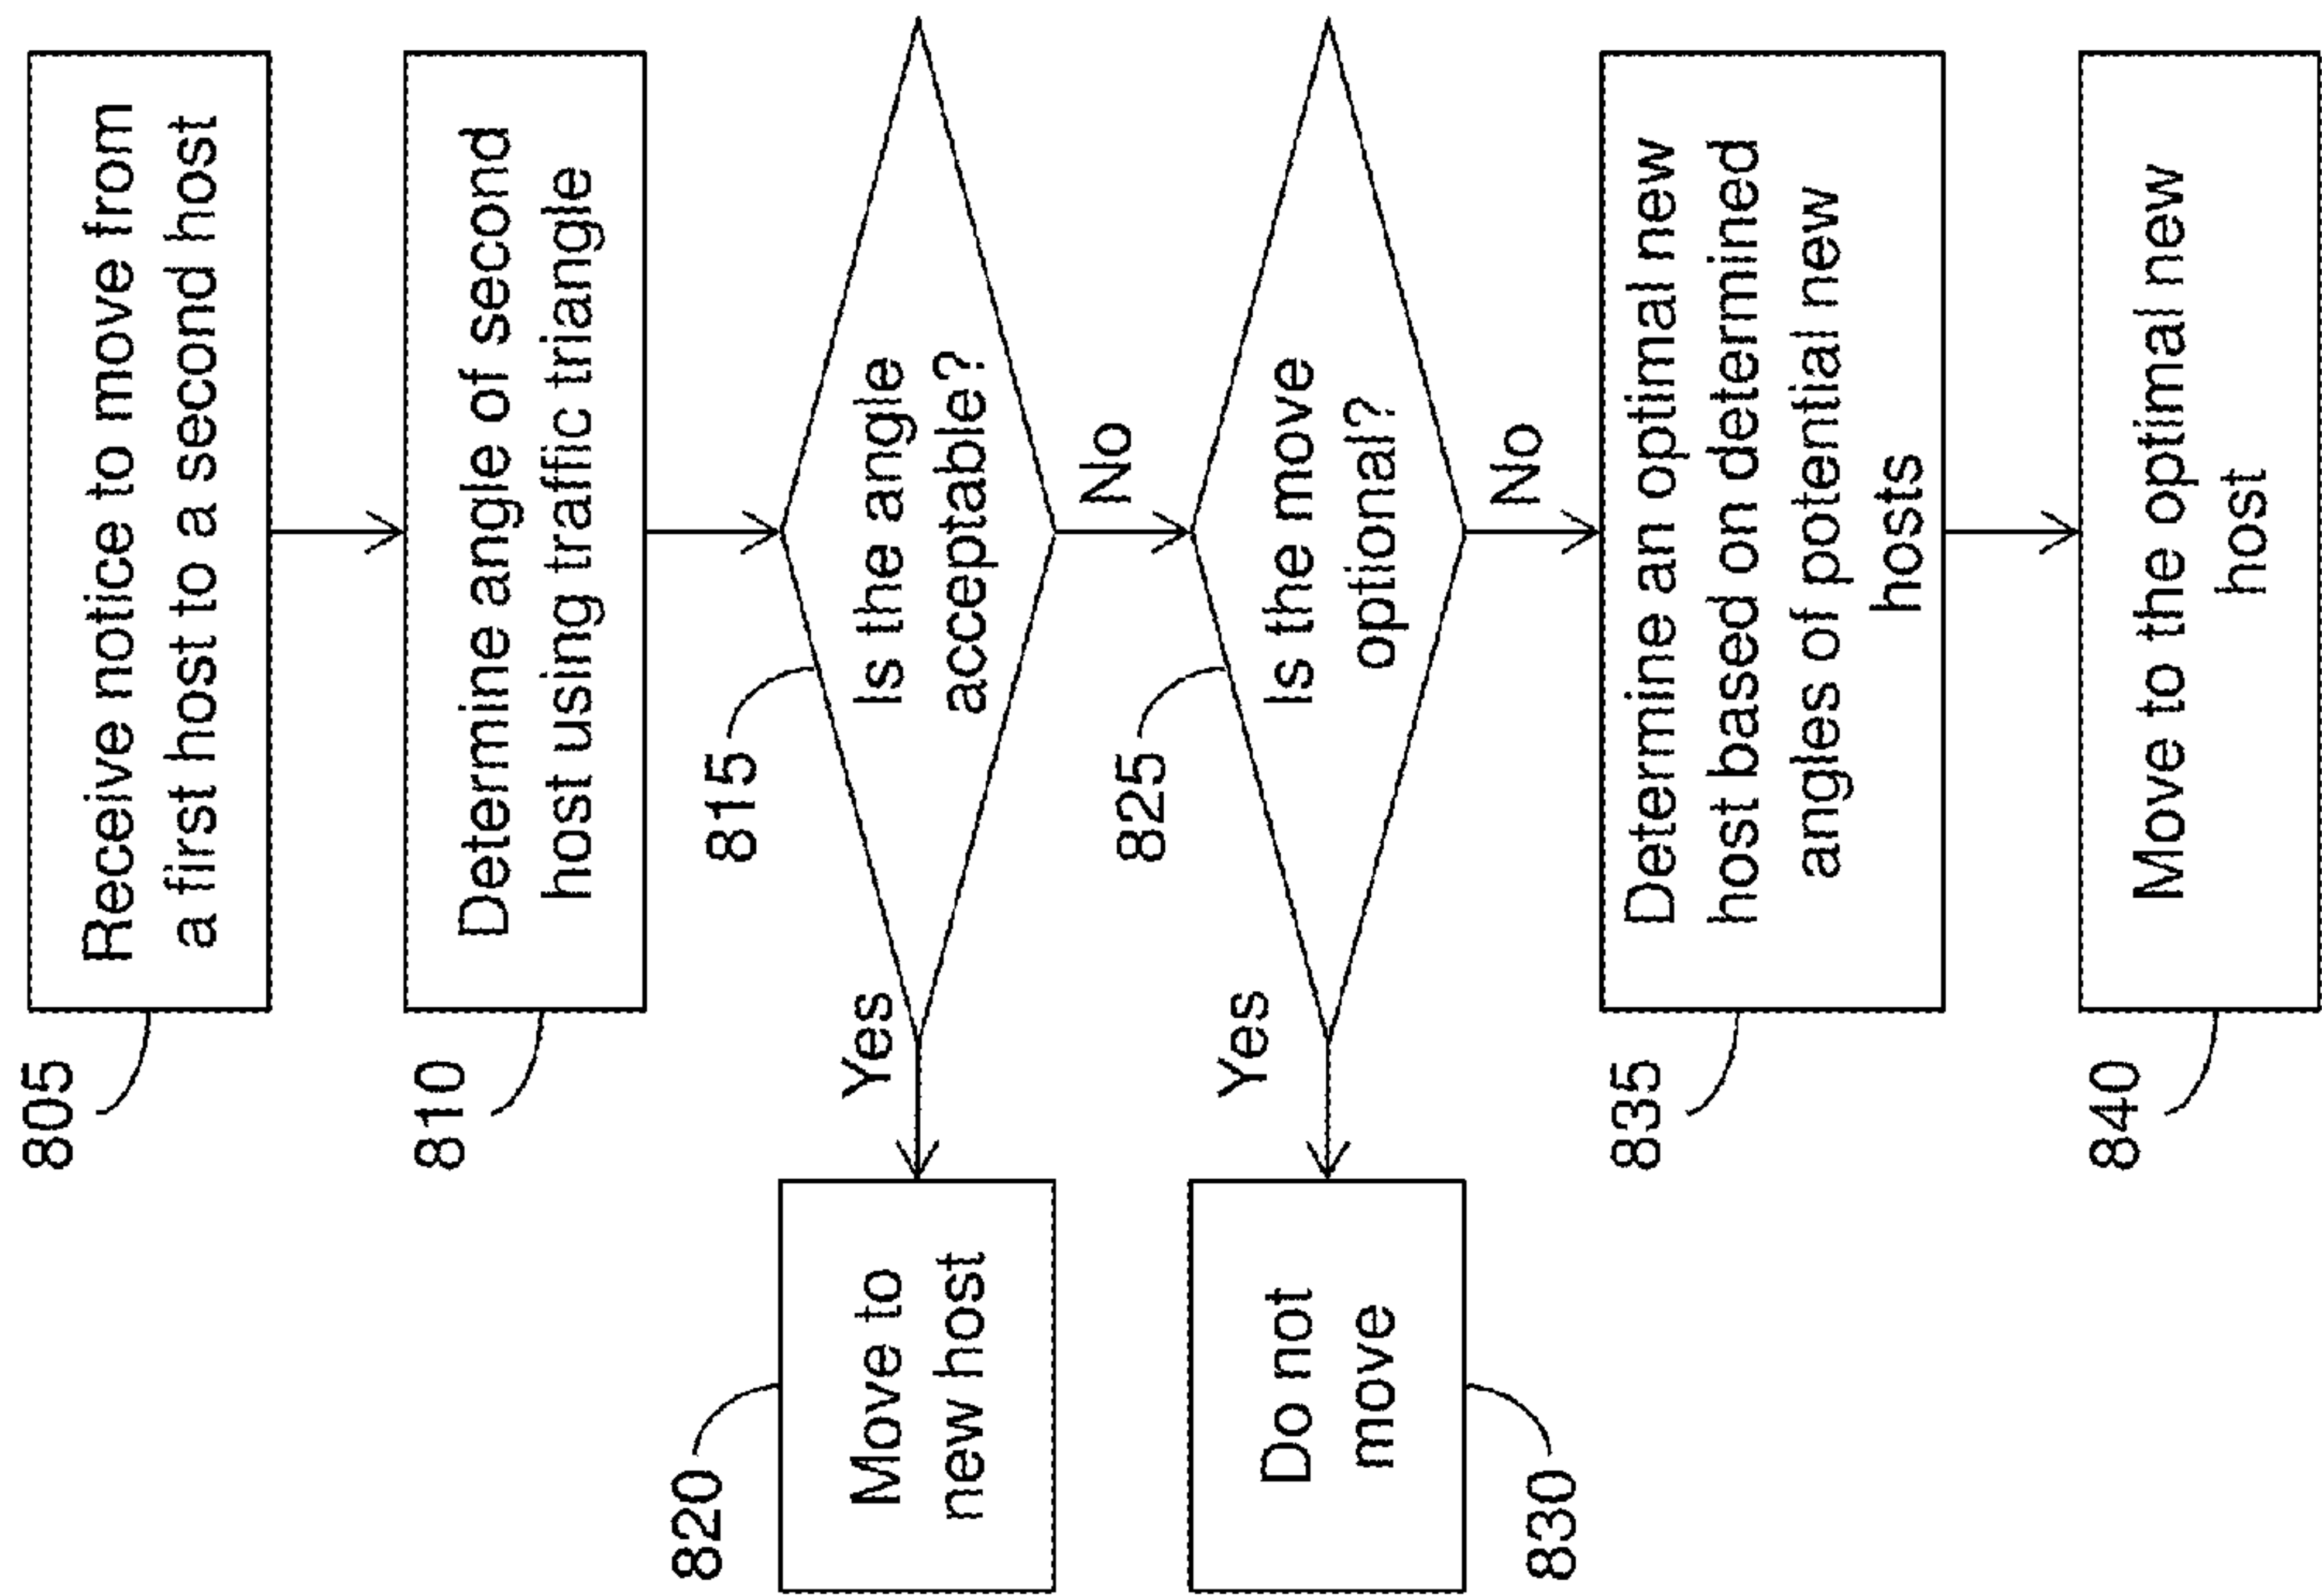 805
Receive notice to move from
a first host to a second host
810
Determine angle of second
host using traffic triangle
815
Is the angle
acceptable?
Yes
No
820
Move to
new host
825
Is the move
optional?
Yes
No
830
Do not
move
835
Determine an optimal new
host based on determined
angles of potential new
hosts
840
Move to the optimal new
host